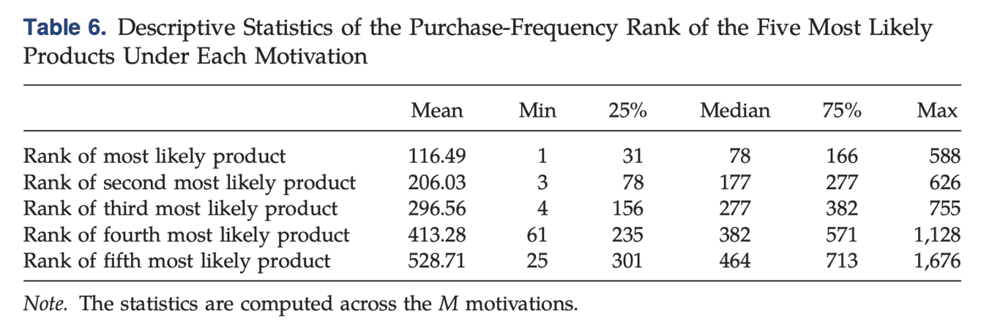 Table 6. Descriptive Statistics of the Purchase-Frequency Rank of the Five Most Likely
Products Under Each Motivation
Mean Min 25% Median 75% Max
Rank of most likely product 116.49 1 31 78 166 588
Rank of second most likely product 206.03 3 78 177 277 626
Rank of third most likely product 296.56 4 156 277 382 755
Rank of fourth most likely product 413.28 61 235 382 571 1,128
Rank of fifth most likely product 528.71 25 301 464 713 1,676
Note. The statistics are computed across the M motivations.